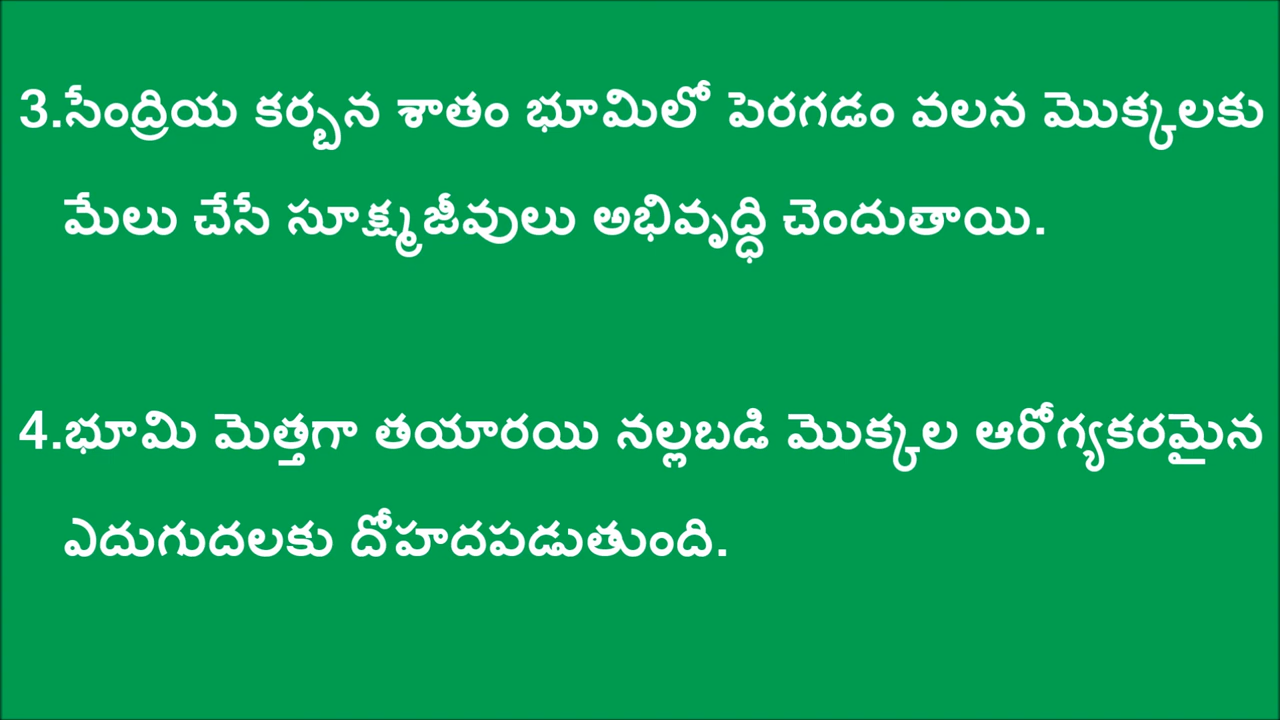 3.సేంద్రియ కర్బన శాతం భూమిలో పెరగడం వలన మొక్కలకు
మేలు చేసే సూక్ష్మజీవులు అభివృద్ధి చెందుతాయి.
4.భూమి మెత్తగా తయారయి నల్లబడి మొక్కల ఆరోగ్యకరమైన
ఎదుగుదలకు దోహదపడుతుంది.